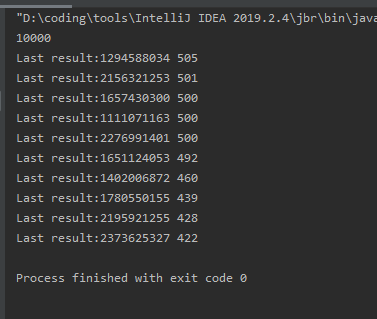 "D:\coding\tools\IntelliJ IDEA 2019.2.4\jbr\bin\java
10000
Last result:1294588034 505
Last result:2156321253 501
Last result:1657430300 500
Last result:1111071163 500
Last result:2276991401 500
Last result:1651124053 492
Last result:1402006872 460
Last result:1780550155 439
Last result:2195921255 428
Last result:2373625327 422
Process finished with exit code 0